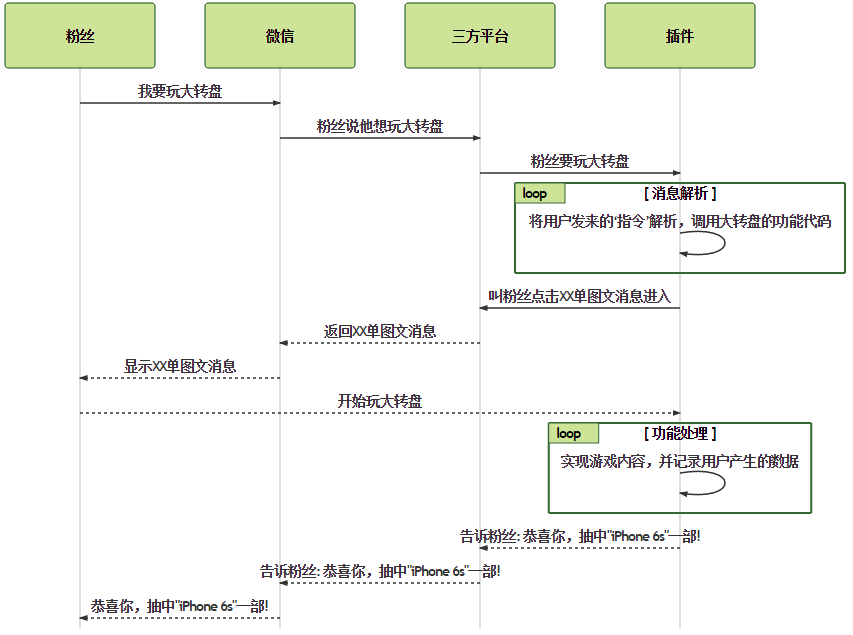 粉丝
微信
三方平台
插件
我要玩大转盘
粉丝说他想玩大转盘
粉丝要玩大转盘
loop
[ 消息解析 ]
将用户发来的‘指令’解析，调用大转盘的功能代码
叫粉丝点击XX单图文消息进入
返回XX单图文消息
显示XX单图文消息
开始玩大转盘
loop
[ 功能处理 ]
实现游戏内容，并记录用户产生的数据
告诉粉丝: 恭喜你，抽中"iPhone 6s"一部!
告诉粉丝: 恭喜你，抽中"iPhone 6s"一部!
恭喜你，抽中"iPhone 6s"一部!